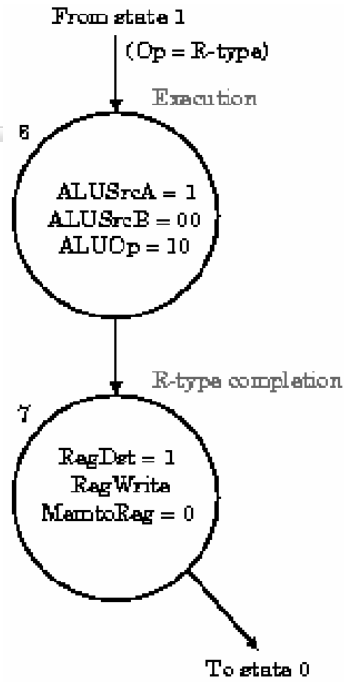 From state 1
(Op = R-type)
Execution
6
ALUSrcA = 1
ALUSrcB = 00
ALUOp = 10
R-type completion
7
RegDst = 1
RegWrite
MemtoReg = 0
To state 0